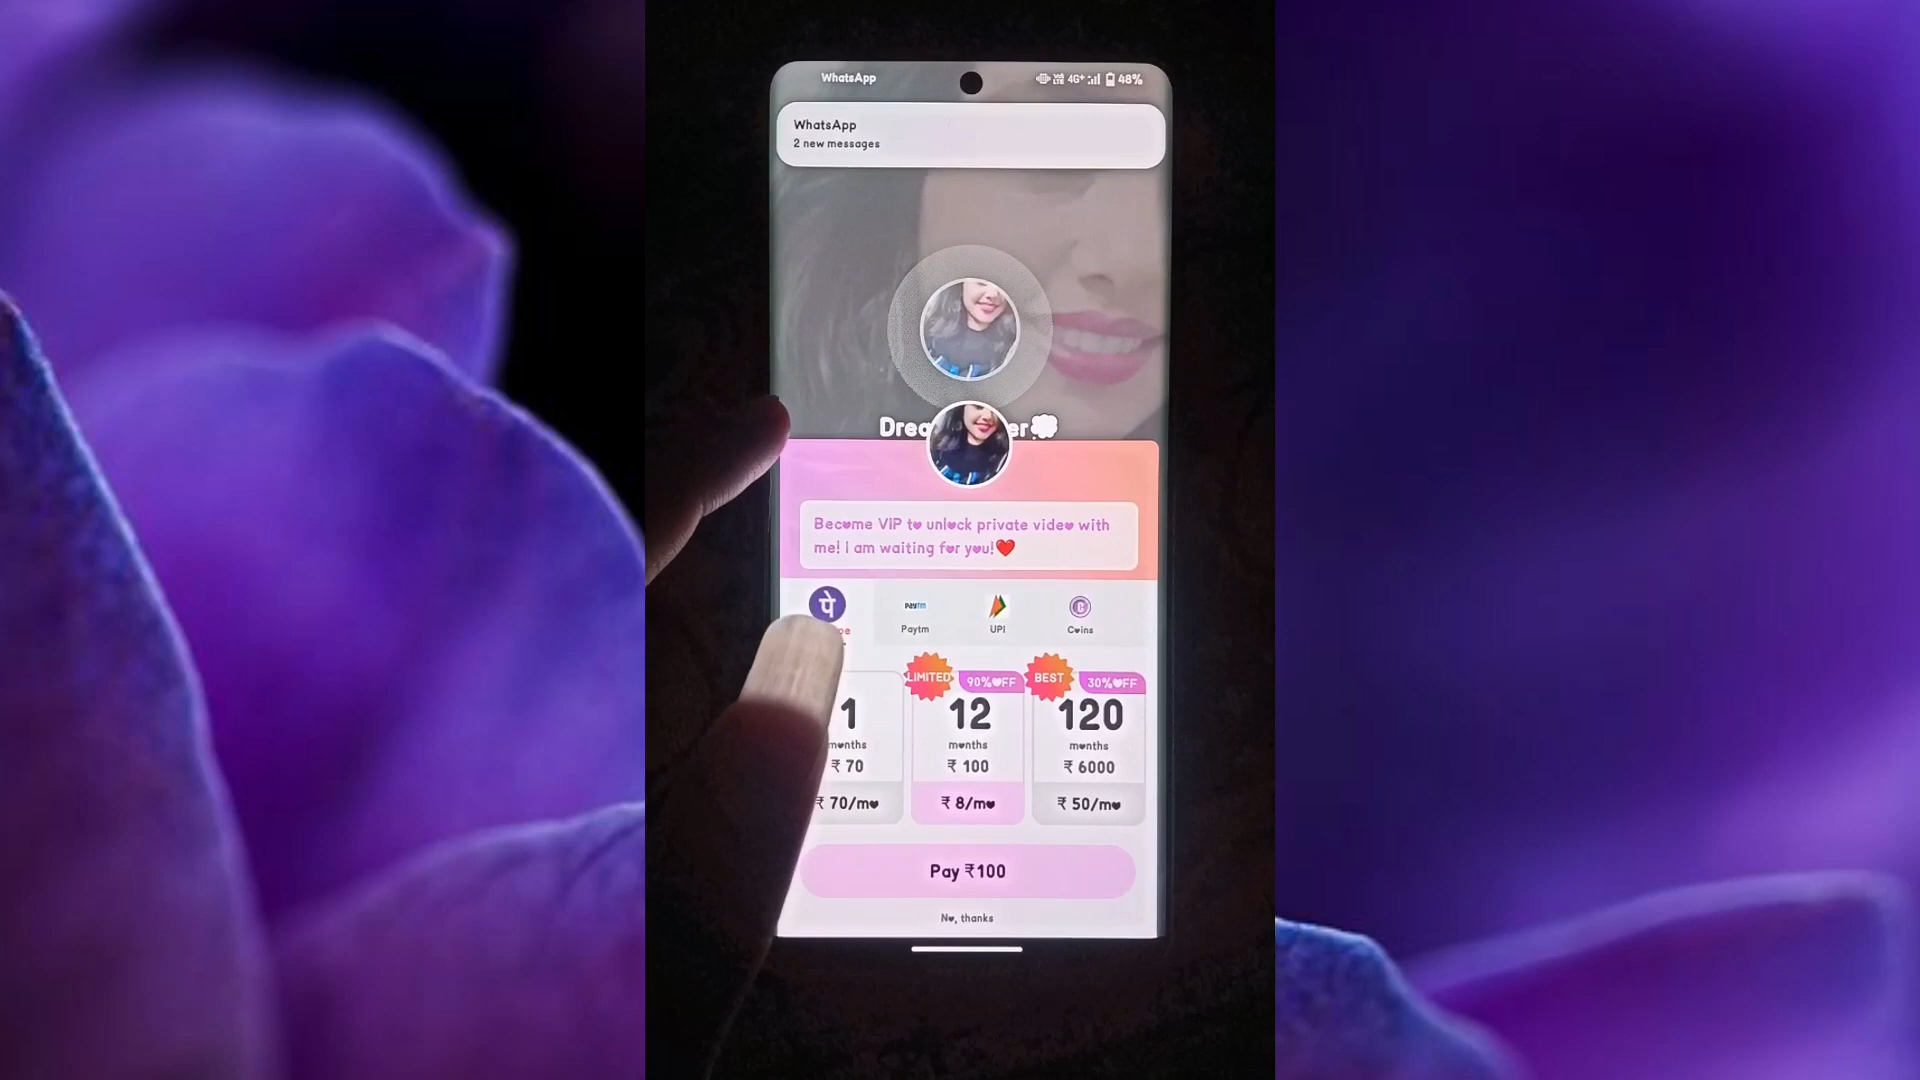 WhatsApp
4G+ 48%
WhatsApp
2 new messages
Become VIP to unlock private video with
me! i am waiting for you!❤️
पे
Paytm
Paytm UPI Coins
LIMITED 90%OFF BEST 30%OFF
1 12 120
months months months
₹ 70 ₹ 100 ₹ 6000
₹ 70/mo ₹ 8/mo ₹ 50/mo
Pay ₹100
No, thanks